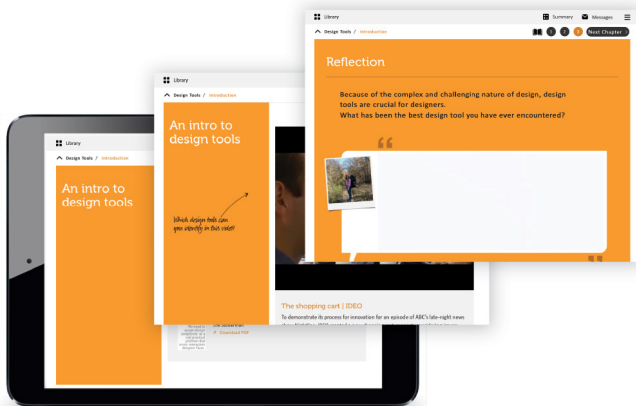 Library
Summary
Messages
Design Tools / Introduction
1 2 3 Next Chapter
Reflection
Because of the complex and challenging nature of design, design
tools are crucial for designers.
What has been the best design tool you have ever encountered?
“
”
Library
Design Tools / Introduction
An intro to
design tools
Which design tools can
you identify in this video?
The shopping cart | IDEO
To demonstrate its process for innovation for an episode of ABC's late-night news
Download PDF
Library
Design Tools / Introduction
An intro to
design tools